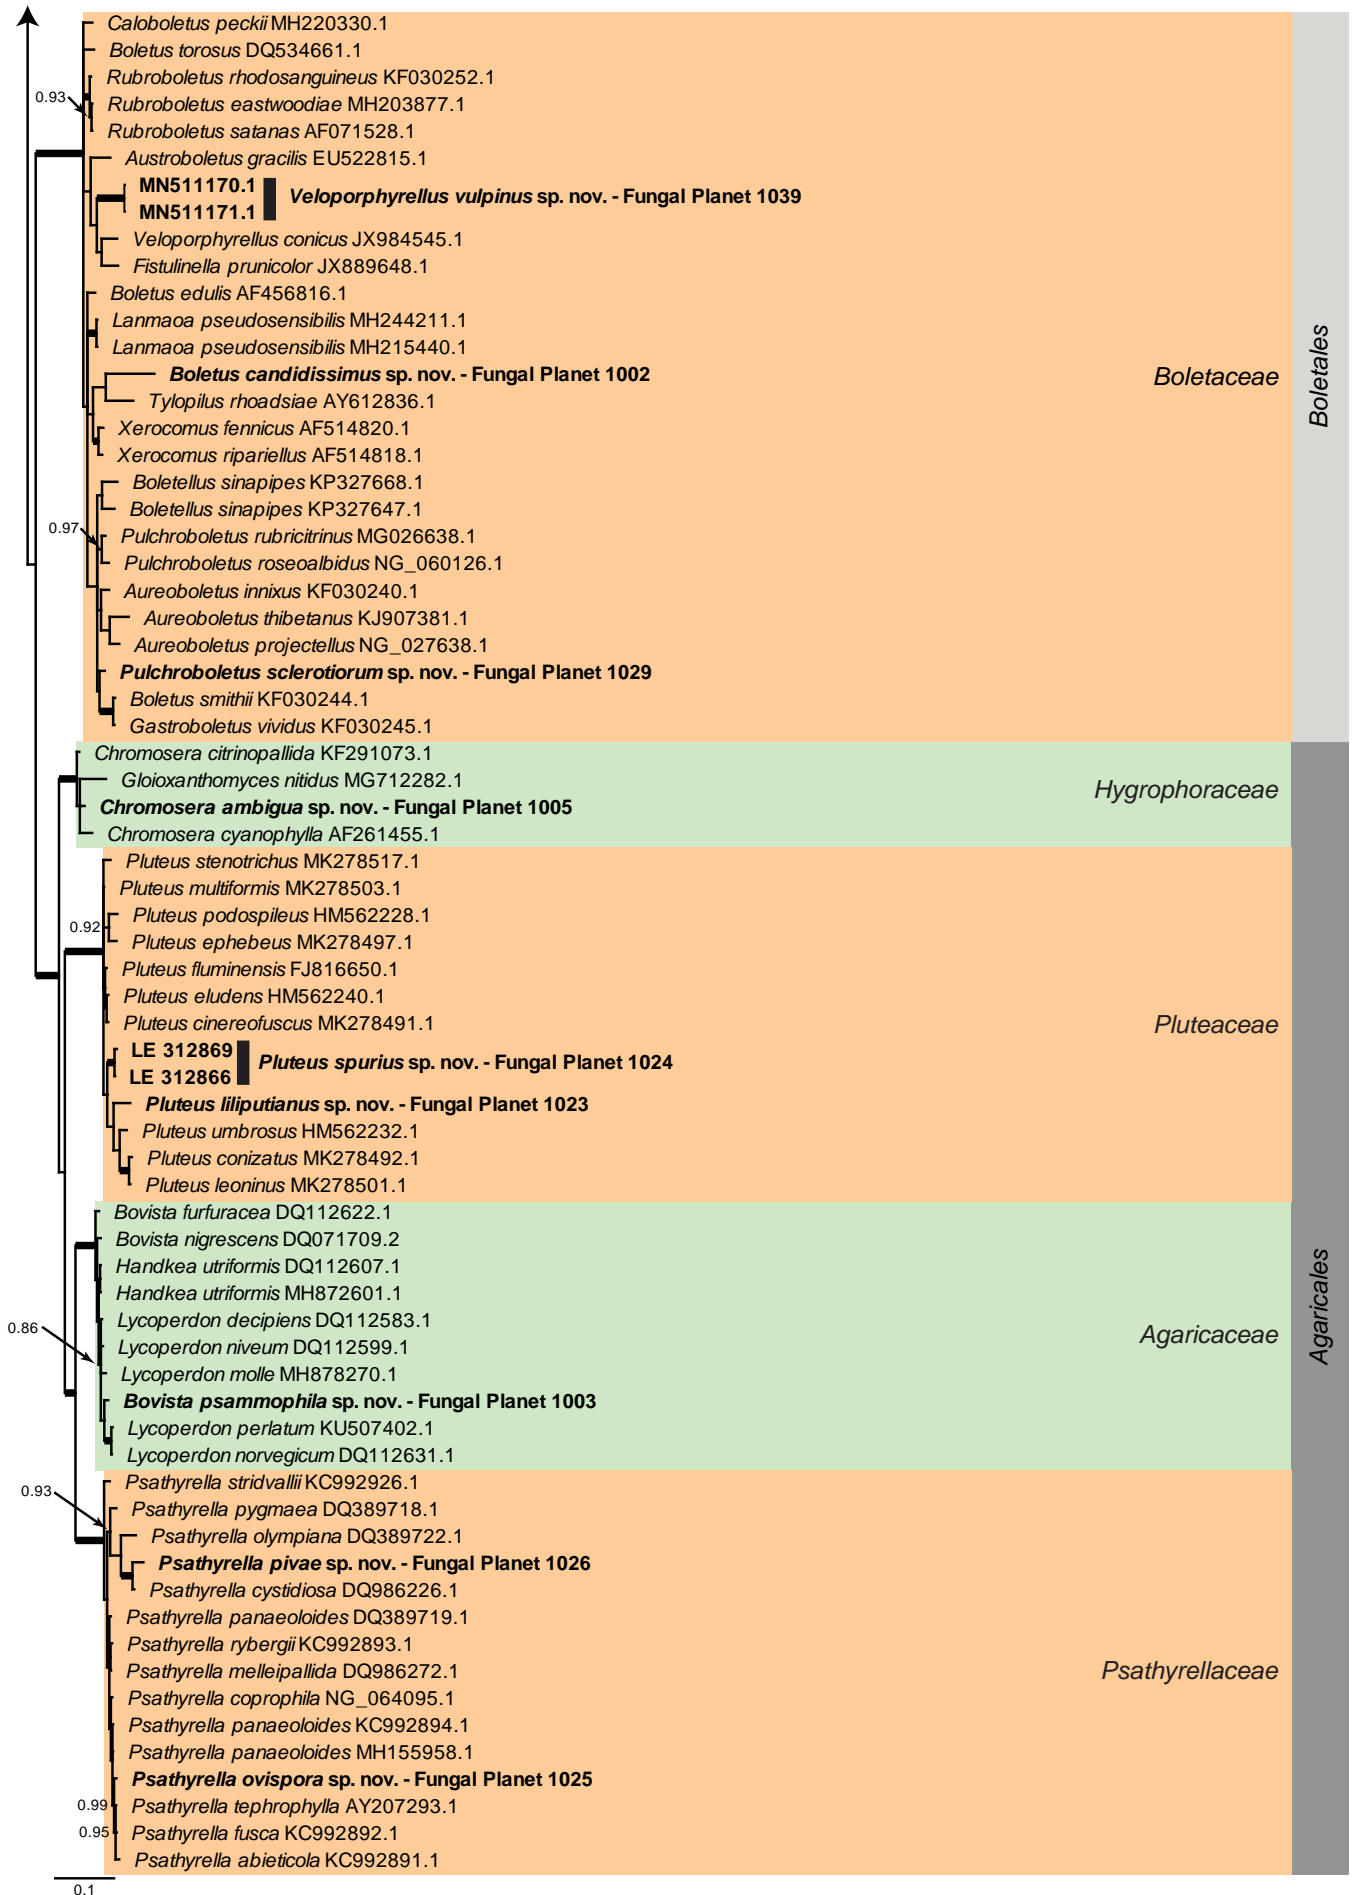 Caloboletus peckii MH220330.1
Boletus torosus DQ534661.1
Rubroboletus rhodosanguineus KF030252.1
0.93
Rubroboletus eastwoodiae MH203877.1
Rubroboletus satanas AF071528.1
Austroboletus gracilis EU522815.1
MN511170.1
Veloporphyrellus vulpinus sp. nov. - Fungal Planet 1039
MN511171.1
Veloporphyrellus conicus JX984545.1
Fistulinella prunicolor JX889648.1
Boletus edulis AF456816.1
Lanmaoa pseudosensibilis MH244211.1
Lanmaoa pseudosensibilis MH215440.1
Boletus candidissimus sp. nov. - Fungal Planet 1002
Boletaceae
Boletales
Tylopilus rhoadsiae AY612836.1
Xerocomus fennicus AF514820.1
Xerocomus ripariellus AF514818.1
Boletellus sinapipes KP327668.1
Boletellus sinapipes KP327647.1
0.97
Pulchroboletus rubricitrinus MG026638.1
Pulchroboletus roseoalbidus NG_060126.1
Aureoboletus innixus KF030240.1
Aureoboletus thibetanus KJ907381.1
Aureoboletus projectellus NG_027638.1
Pulchroboletus sclerotiorum sp. nov. - Fungal Planet 1029
Boletus smithii KF030244.1
Gastroboletus vividus KF030245.1
Chromosera citrinopallida KF291073.1
Gloioxanthomyces nitidus MG712282.1
Hygrophoraceae
Chromosera ambigua sp. nov. - Fungal Planet 1005
Chromosera cyanophylla AF261455.1
Pluteus stenotrichus MK278517.1
Pluteus multiformis MK278503.1
Pluteus podospileus HM562228.1
0.92
Pluteus ephebeus MK278497.1
Pluteus fluminensis FJ816650.1
Pluteus eludens HM562240.1
Pluteus cinereofuscus MK278491.1
Pluteaceae
LE 312869
Pluteus spurius sp. nov. - Fungal Planet 1024
LE 312866
Pluteus liliputianus sp. nov. - Fungal Planet 1023
Pluteus umbrosus HM562232.1
Pluteus conizatus MK278492.1
Pluteus leoninus MK278501.1
Bovista furfuracea DQ112622.1
Bovista nigrescens DQ071709.2
Handkea utriformis DQ112607.1
Handkea utriformis MH872601.1
Agaricales
Lycoperdon decipiens DQ112583.1
0.86
Agaricaceae
Lycoperdon niveum DQ112599.1
Lycoperdon molle MH878270.1
Bovista psammophila sp. nov. - Fungal Planet 1003
Lycoperdon perlatum KU507402.1
Lycoperdon norvegicum DQ112631.1
Psathyrella stridvallii KC992926.1
0.93
Psathyrella pygmaea DQ389718.1
Psathyrella olympiana DQ389722.1
Psathyrella pivae sp. nov. - Fungal Planet 1026
Psathyrella cystidiosa DQ986226.1
Psathyrella panaeoloides DQ389719.1
Psathyrella rybergii KC992893.1
Psathyrella melleipallida DQ986272.1
Psathyrellaceae
Psathyrella coprophila NG_064095.1
Psathyrella panaeoloides KC992894.1
Psathyrella panaeoloides MH155958.1
Psathyrella ovispora sp. nov. - Fungal Planet 1025
0.99
Psathyrella tephrophylla AY207293.1
0.95
Psathyrella fusca KC992892.1
Psathyrella abieticola KC992891.1
0.1